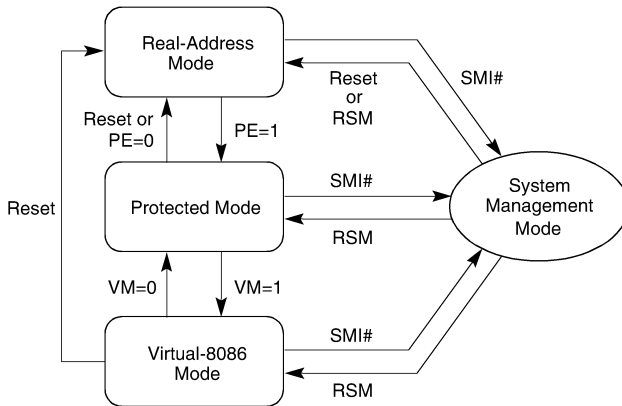 Real-Address
Mode
SMI#
Reset
or
RSM
Reset or
PE=0
PE=1
SMI#
System
Management
Mode
Protected Mode
Reset
RSM
VM=0
VM=1
SMI#
Virtual-8086
Mode
RSM